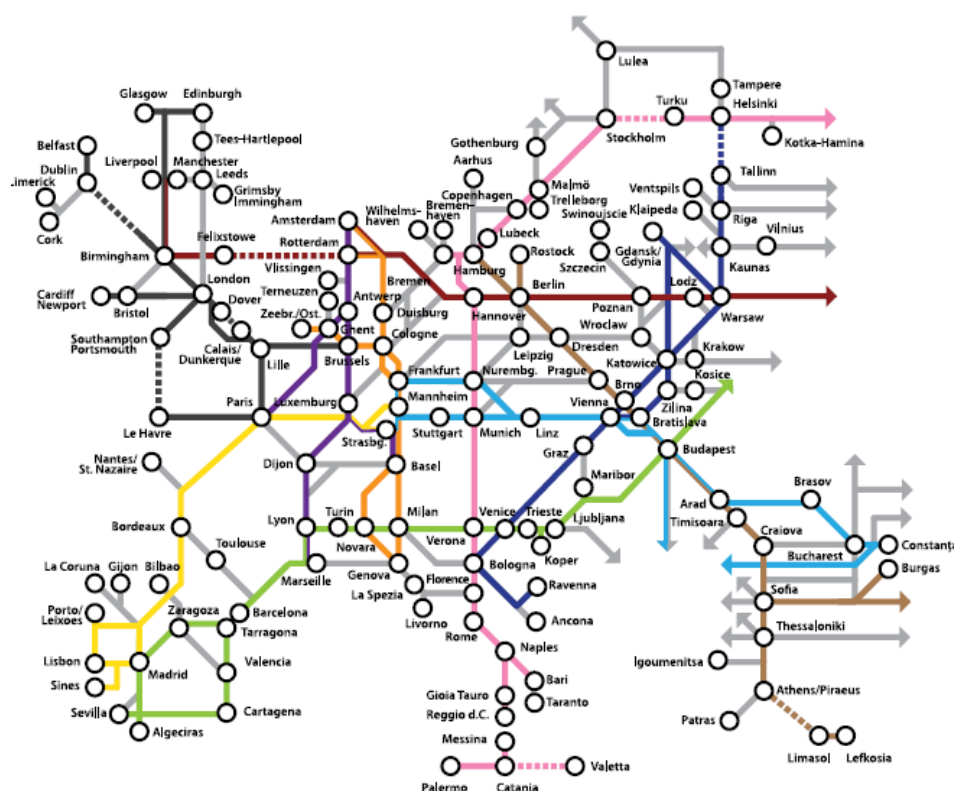 Lulea
Tampere
Glasgow
Edinburgh
Turku
Helsinki
Stockholm
Kotka-Hamina
Tees-Hartlepool
Gothenburg
Belfast
Aarhus
Dublin
Liverpool
Manchester
Leeds
Tallinn
Limerick
Grimsby
Immingham
Copenhagen
Malmö
Trelleborg
Ventspils
Klaipeda
Wilhelms-
haven
Bremen-
haven
Swinoujscie
Riga
Cork
Amsterdam
Lubeck
Vilnius
Felixstowe
Rotterdam
Rostock
Gdansk/
Gdynia
Birmingham
Vlissingen
Hamburg
Szczecin
Kaunas
London
Terneuzen
Bremen
Berlin
Poznan
Lodz
Cardiff
Newport
Bristol
Dover
Antwerp
Zeebr./Ost.
Duisburg
Hannover
Warsaw
Southampton
Portsmouth
Calais/
Dunkerque
Ghent
Cologne
Wroclaw
Lille
Brussels
Leipzig
Dresden
Katowice
Krakow
Frankfurt
Nurembg.
Prague
Kosice
Paris
Luxemburg
Mannheim
Brno
Vienna
Zilina
Le Havre
Strasbg.
Stuttgart
Munich
Linz
Bratislava
Nantes/
St. Nazaire
Dijon
Basel
Graz
Budapest
Maribor
Brasov
Arad
Bordeaux
Lyon
Turin
Milan
Venice
Trieste
Ljubljana
Timisoara
Craiova
Novara
Verona
Koper
Bucharest
Constanța
Toulouse
Marseille
Genova
Florence
Bologna
La Coruna
Gijon
Bilbao
La Spezia
Ravenna
Burgas
Porto/
Leixoes
Zaragoza
Barcelona
Livorno
Rome
Ancona
Sofia
Tarragona
Thessaloniki
Lisbon
Madrid
Valencia
Naples
Igoumenitsa
Sines
Bari
Gioia Tauro
Taranto
Athens/Piraeus
Sevilla
Cartagena
Reggio d.C.
Patras
Algeciras
Messina
Limasol
Lefkosia
Palermo
Catania
Valetta